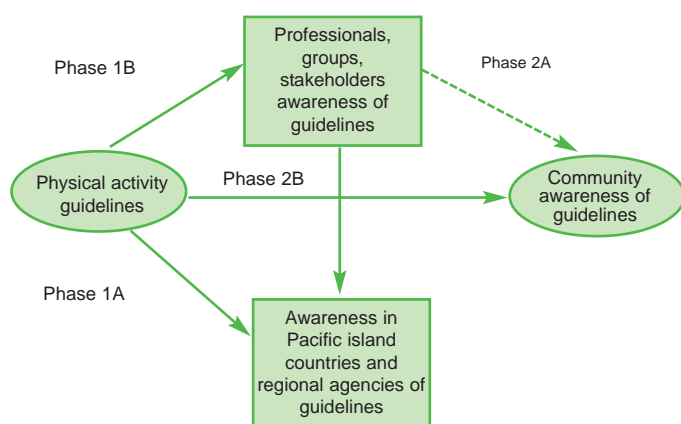 Professionals,
groups,
stakeholders
awareness of
guidelines
Phase 1B
Phase 2A
Physical activity
guidelines
Phase 2B
Community
awareness of
guidelines
Phase 1A
Awareness in
Pacific island
countries and
regional agencies of
guidelines